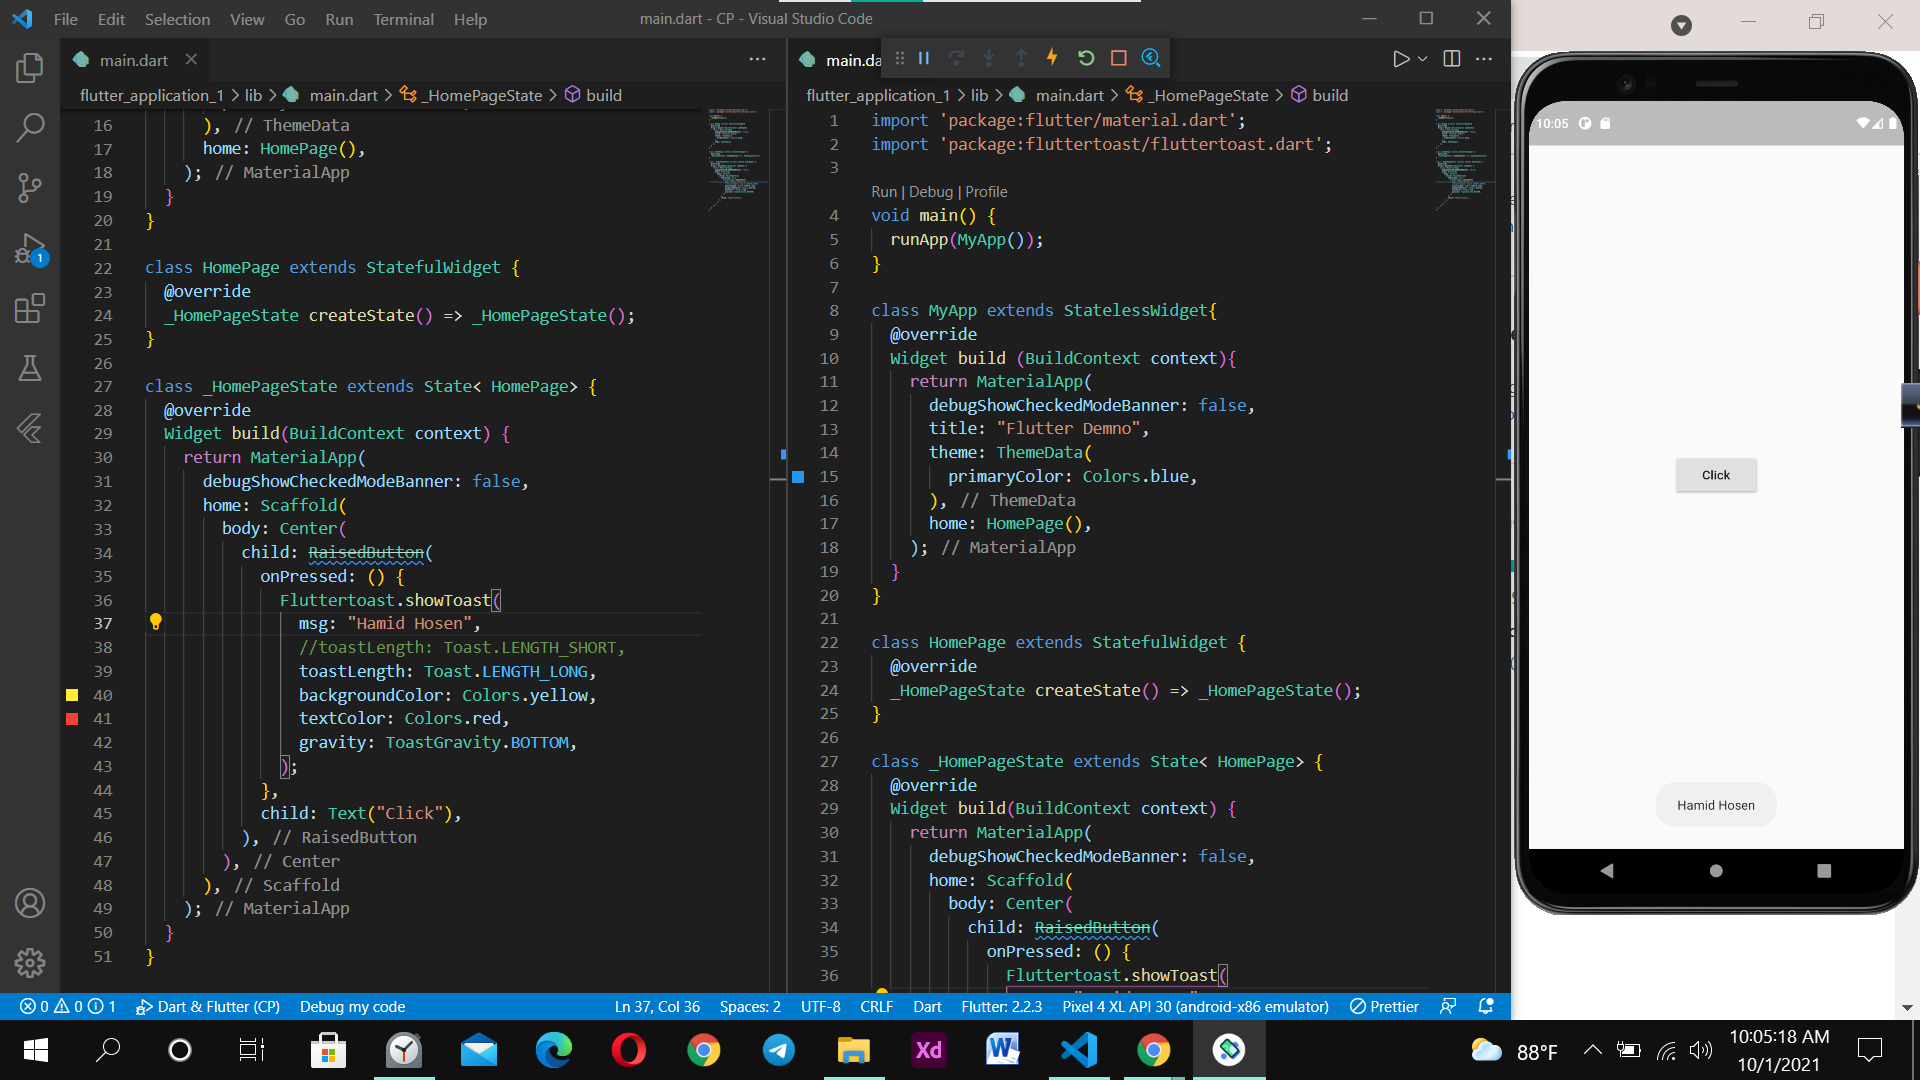 File Edit Selection View Go Run Terminal Help
main.dart - CP - Visual Studio Code
main.dart
flutter_application_1 > lib > main.dart > _HomePageState > build
16 ), // ThemeData
17 home: HomePage(),
18 ); // MaterialApp
19 }
20 }
21
22 class HomePage extends StatefulWidget {
23 @override
24 _HomePageState createState() => _HomePageState();
25 }
26
27 class _HomePageState extends State< HomePage> {
28 @override
29 Widget build(BuildContext context) {
30 return MaterialApp(
31 debugShowCheckedModeBanner: false,
32 home: Scaffold(
33 body: Center(
34 child: RaisedButton(
35 onPressed: () {
36 Fluttertoast.showToast(
37 msg: "Hamid Hosen",
38 //toastLength: Toast.LENGTH_SHORT,
39 toastLength: Toast.LENGTH_LONG,
40 backgroundColor: Colors.yellow,
41 textColor: Colors.red,
42 gravity: ToastGravity.BOTTOM,
43 );
44 },
45 child: Text("Click"),
46 ), // RaisedButton
47 ), // Center
48 ), // Scaffold
49 ); // MaterialApp
50 }
51 }
1
main.da
flutter_application_1 > lib > main.dart > _HomePageState > build
1 import 'package:flutter/material.dart';
2 import 'package:fluttertoast/fluttertoast.dart';
3
Run | Debug | Profile
4 void main() {
5 runApp(MyApp());
6 }
7
8 class MyApp extends StatelessWidget{
9 @override
10 Widget build (BuildContext context){
11 return MaterialApp(
12 debugShowCheckedModeBanner: false,
13 title: "Flutter Demno",
14 theme: ThemeData(
15 primaryColor: Colors.blue,
16 ), // ThemeData
17 home: HomePage(),
18 ); // MaterialApp
19 }
20 }
21
22 class HomePage extends StatefulWidget {
23 @override
24 _HomePageState createState() => _HomePageState();
25 }
26
27 class _HomePageState extends State< HomePage> {
28 @override
29 Widget build(BuildContext context) {
30 return MaterialApp(
31 debugShowCheckedModeBanner: false,
32 home: Scaffold(
33 body: Center(
34 child: RaisedButton(
35 onPressed: () {
36 Fluttertoast.showToast(
10:05
Click
Hamid Hosen
0 0 1 Dart & Flutter (CP) Debug my code Ln 37, Col 36 Spaces: 2 UTF-8 CRLF Dart Flutter: 2.2.3 Pixel 4 XL API 30 (android-x86 emulator) Prettier
Xd
W
88°F
10:05:18 AM
10/1/2021